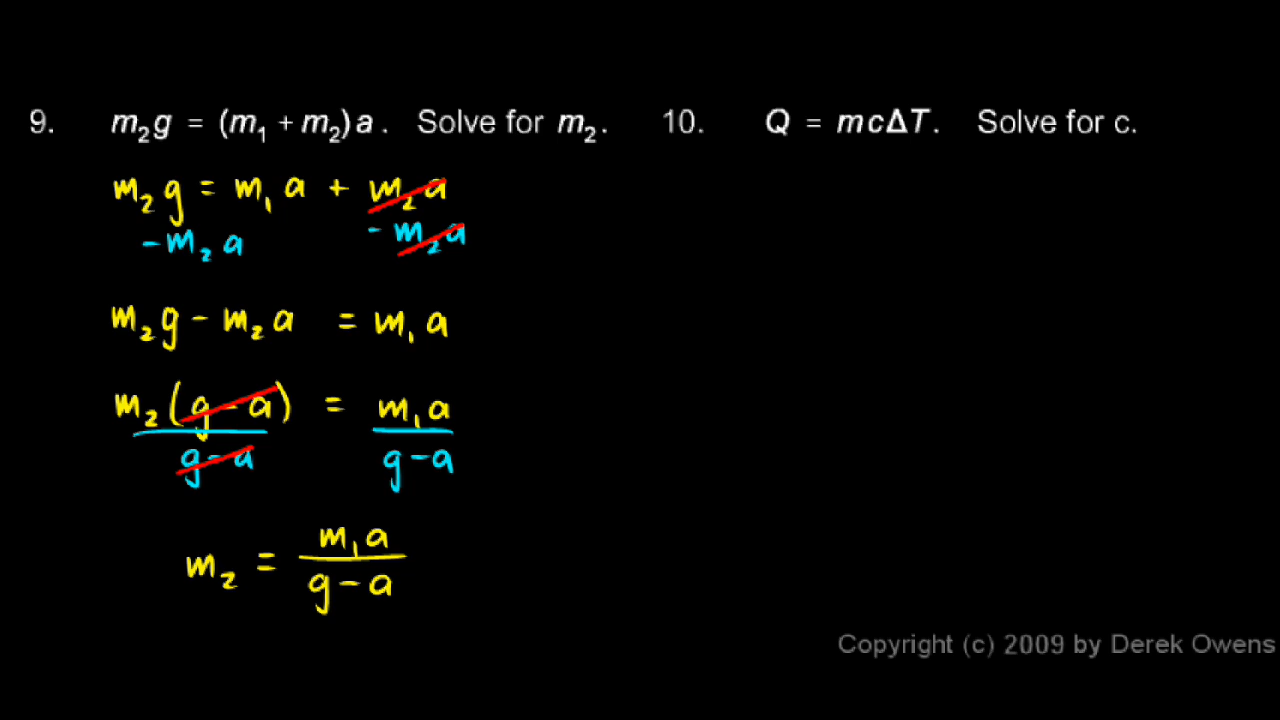 9. m₂g = (m₁ + m₂)a. Solve for m₂.
m₂g = m₁a + m₂a
-m₂a - m₂a
m₂g - m₂a = m₁a
m₂(g-a) = m₁a
g-a g-a
m₂ = m₁a
g-a
10. Q = mcΔT. Solve for c.
Copyright (c) 2009 by Derek Owens